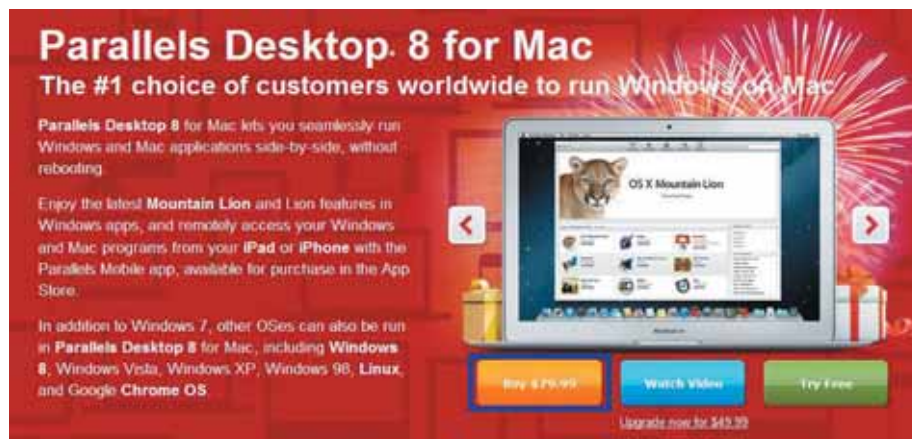 Parallels Desktop 8 for Mac
The #1 choice of customers worldwide to run Windows on Mac
Parallels Desktop 8 for Mac lets you seamlessly run
Windows and Mac applications side-by-side, without
rebooting.
Enjoy the latest Mountain Lion and Lion features in
Windows apps, and remotely access your Windows
and Mac programs from your iPad or iPhone with the
Parallels Mobile app, available for purchase in the App
Store.
In addition to Windows 7, other OSes can also be run
in Parallels Desktop 8 for Mac, including Windows
8, Windows Vista, Windows XP, Windows 98, Linux,
and Google Chrome OS.
OS X Mountain Lion
MacBook Air
Buy $79.99
Watch Video
Try Free
Upgrade now for $49.99